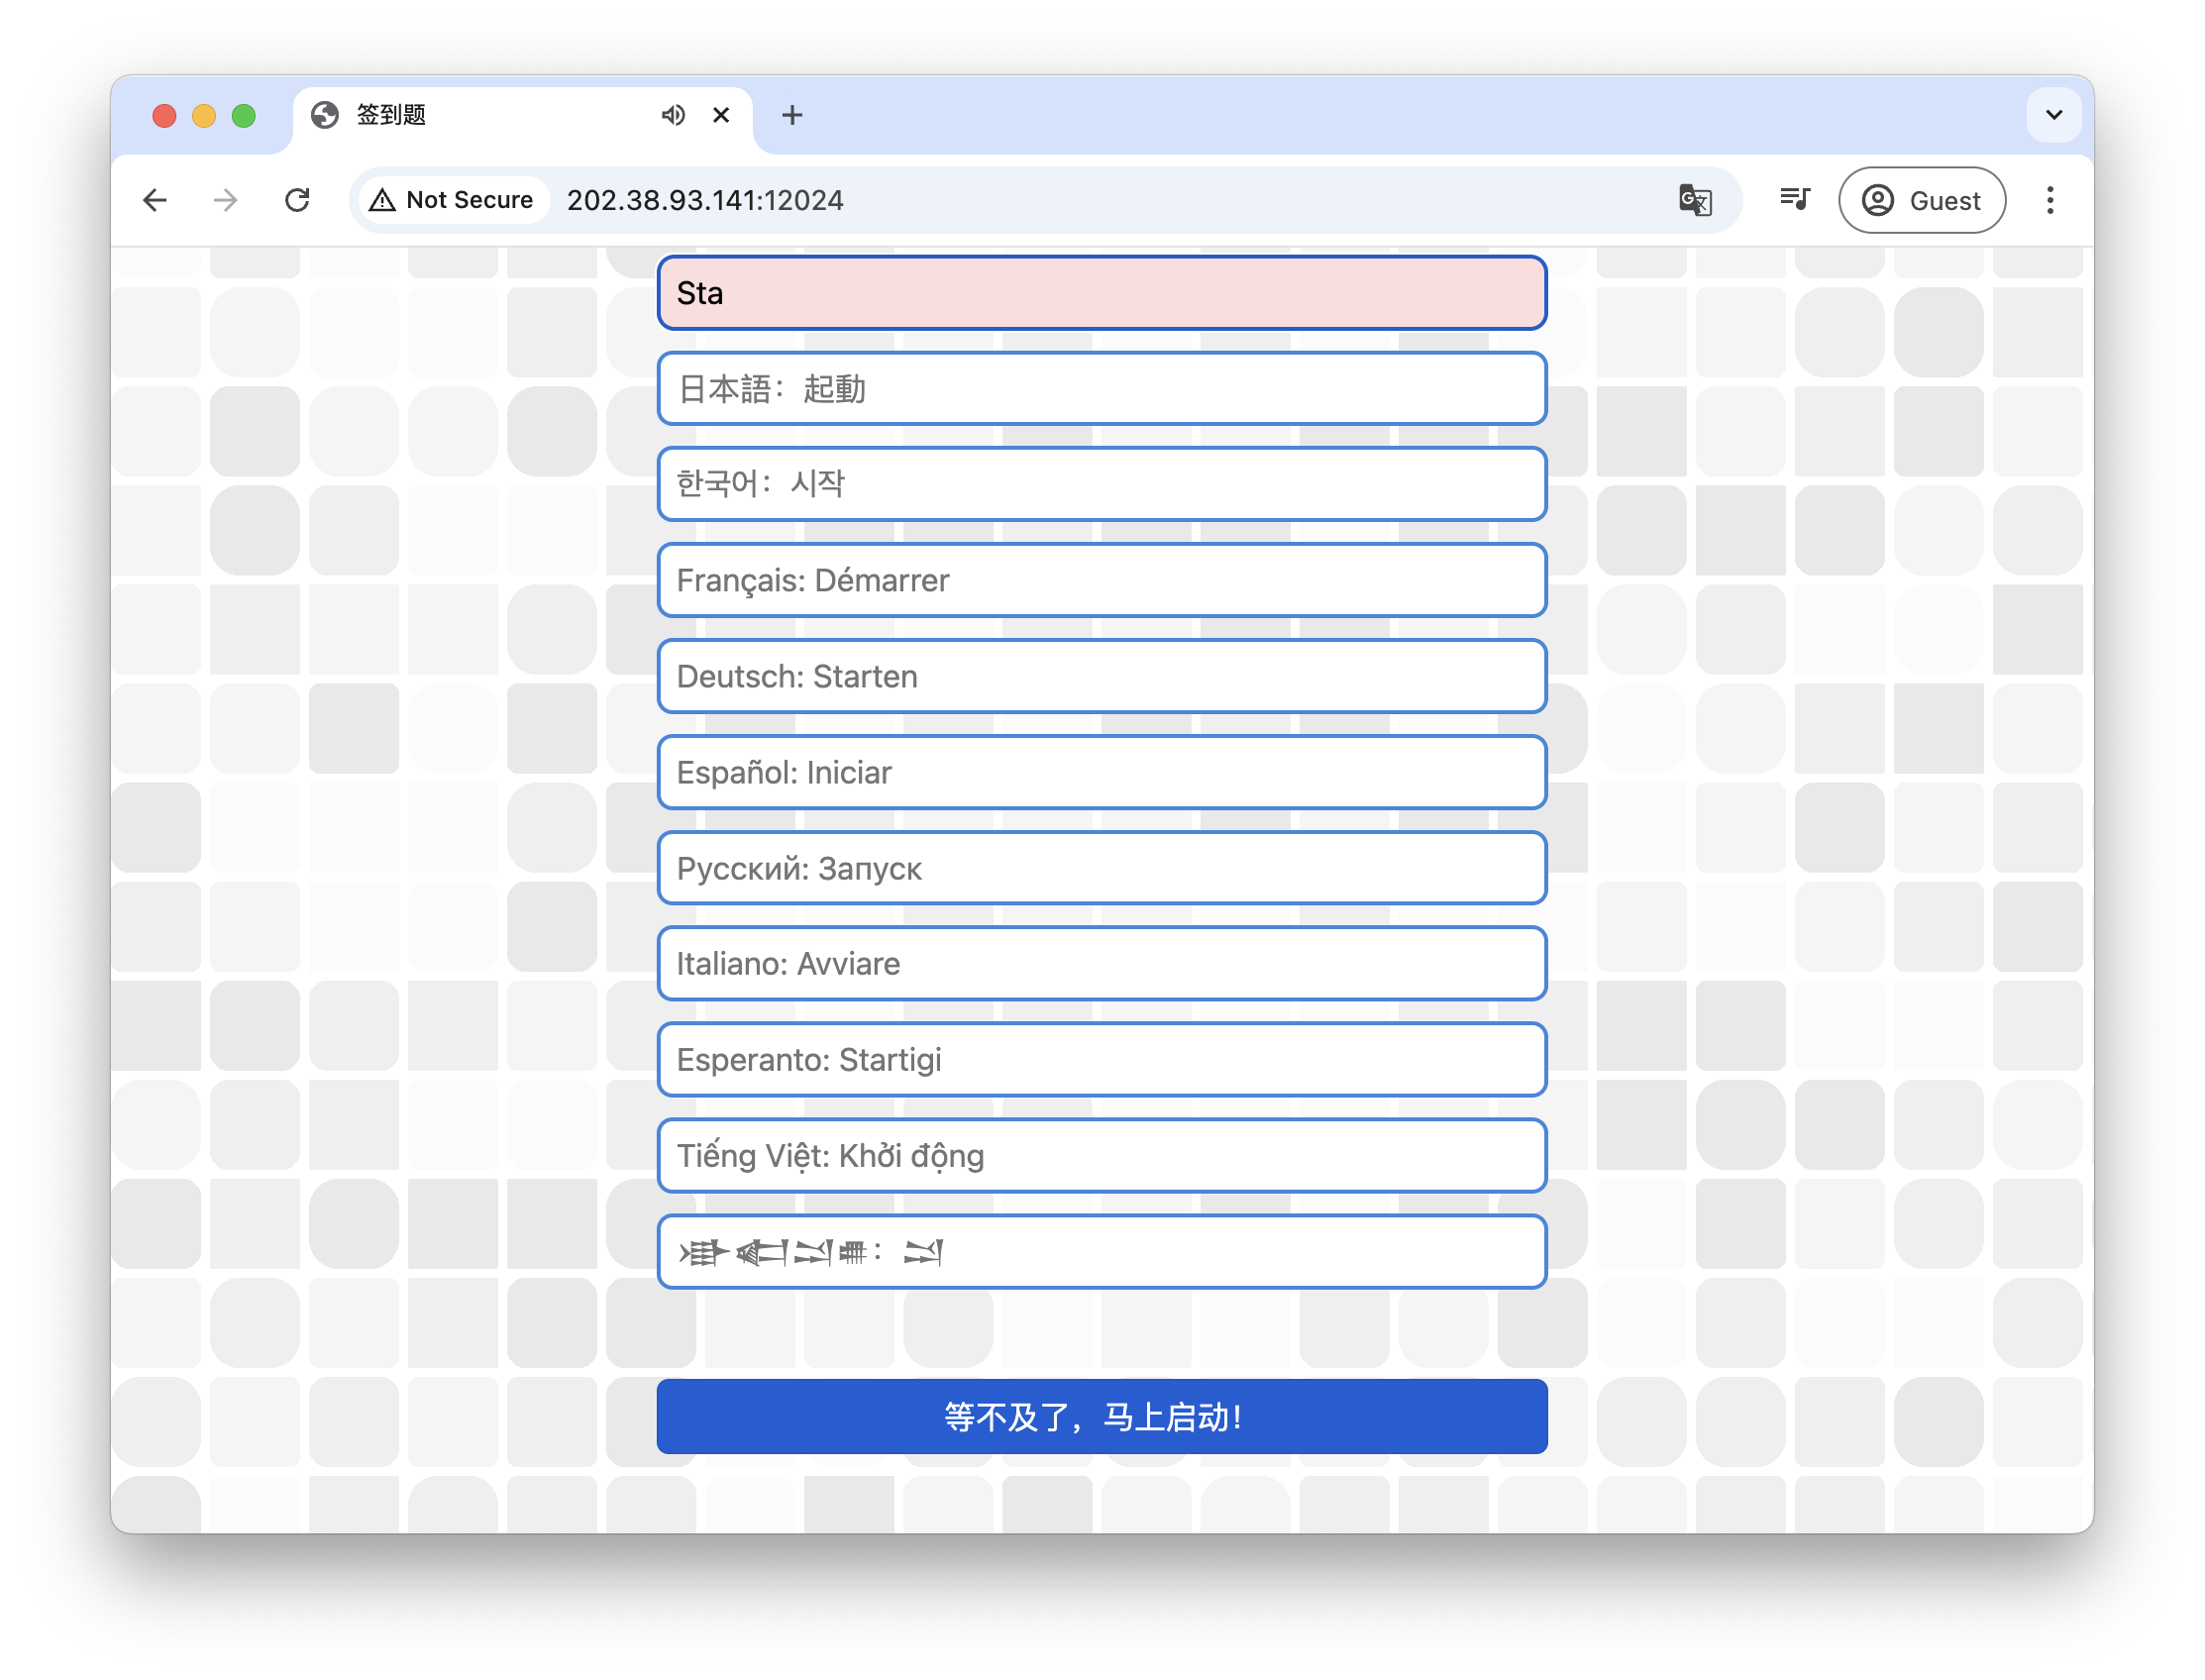 签到题
Not Secure
202.38.93.141:12024
Guest
Sta
日本語：起動
한국어：시작
Français: Démarrer
Deutsch: Starten
Español: Iniciar
Русский: Запуск
Italiano: Avviare
Esperanto: Startigi
Tiếng Việt: Khởi động
等不及了，马上启动！